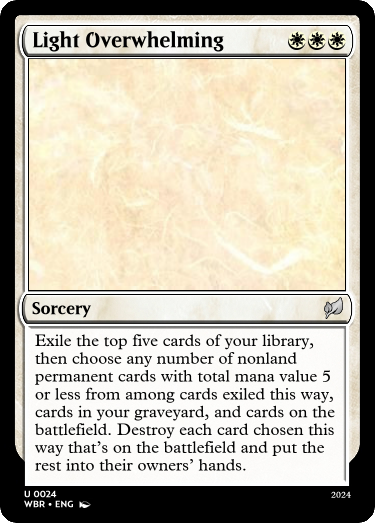 Light Overwhelming
Sorcery
Exile the top five cards of your library,
then choose any number of nonland
permanent cards with total mana value 5
or less from among cards exiled this way,
cards in your graveyard, and cards on the
battlefield. Destroy each card chosen this
way that's on the battlefield and put the
rest into their owners' hands.
U 0024
WBR • ENG
2024